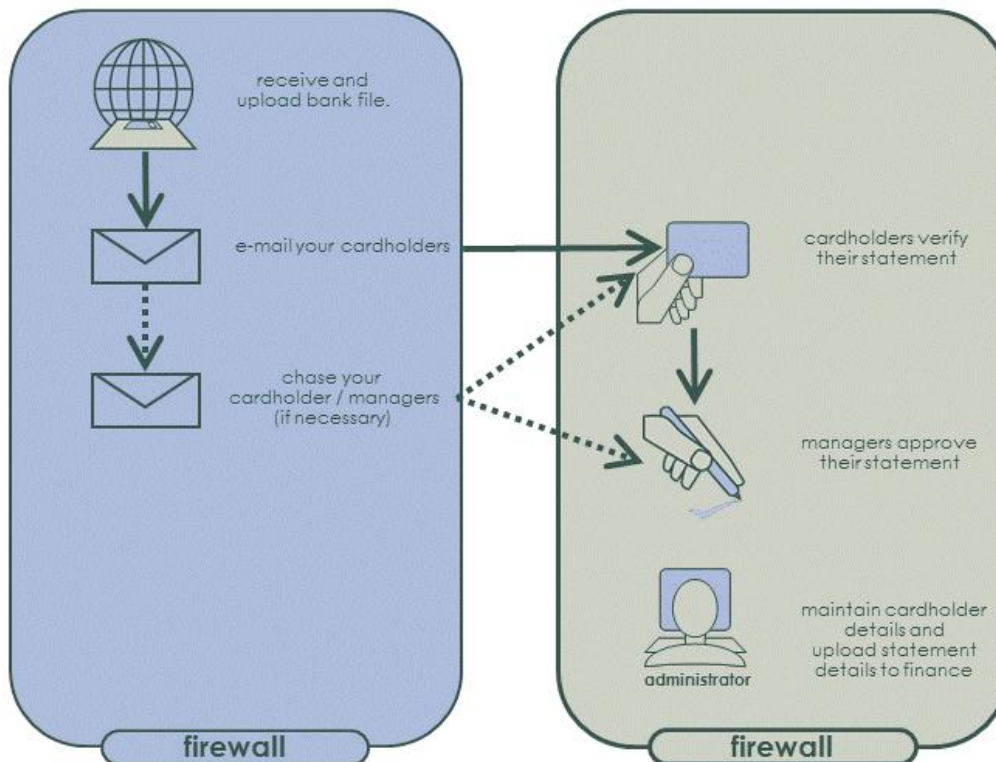 receive and
upload bank file.
e-mail your cardholders
chase your
cardholder / managers
(if necessary)
firewall
cardholders verify
their statement
managers approve
their statement
maintain cardholder
details and
upload statement
details to finance
administrator
firewall